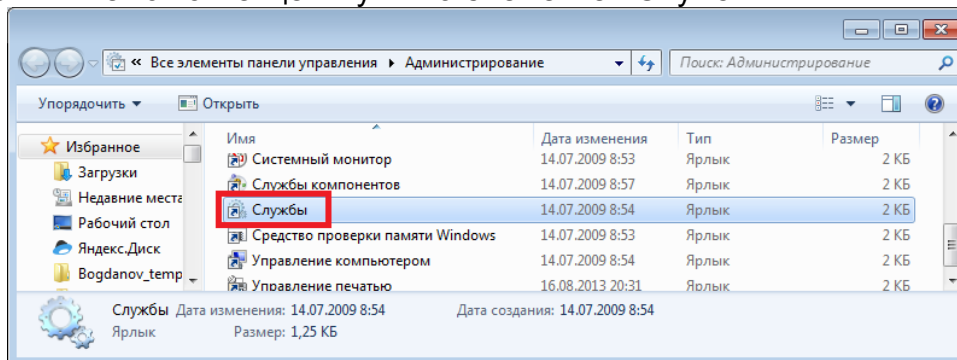 « Все элементы панели управления ▸ Администрирование
Поиск: Администрирование
Упорядочить ▾ Открыть
Избранное
Загрузки
Недавние места
Рабочий стол
Яндекс.Диск
Bogdanov_temp
Имя Дата изменения Тип Размер
Системный монитор 14.07.2009 8:53 Ярлык 2 КБ
Службы компонентов 14.07.2009 8:57 Ярлык 2 КБ
Службы 14.07.2009 8:54 Ярлык 2 КБ
Средство проверки памяти Windows 14.07.2009 8:53 Ярлык 2 КБ
Управление компьютером 14.07.2009 8:54 Ярлык 2 КБ
Управление печатью 16.08.2013 20:31 Ярлык 2 КБ
Службы Дата изменения: 14.07.2009 8:54 Дата создания: 14.07.2009 8:54
Ярлык Размер: 1,25 КБ